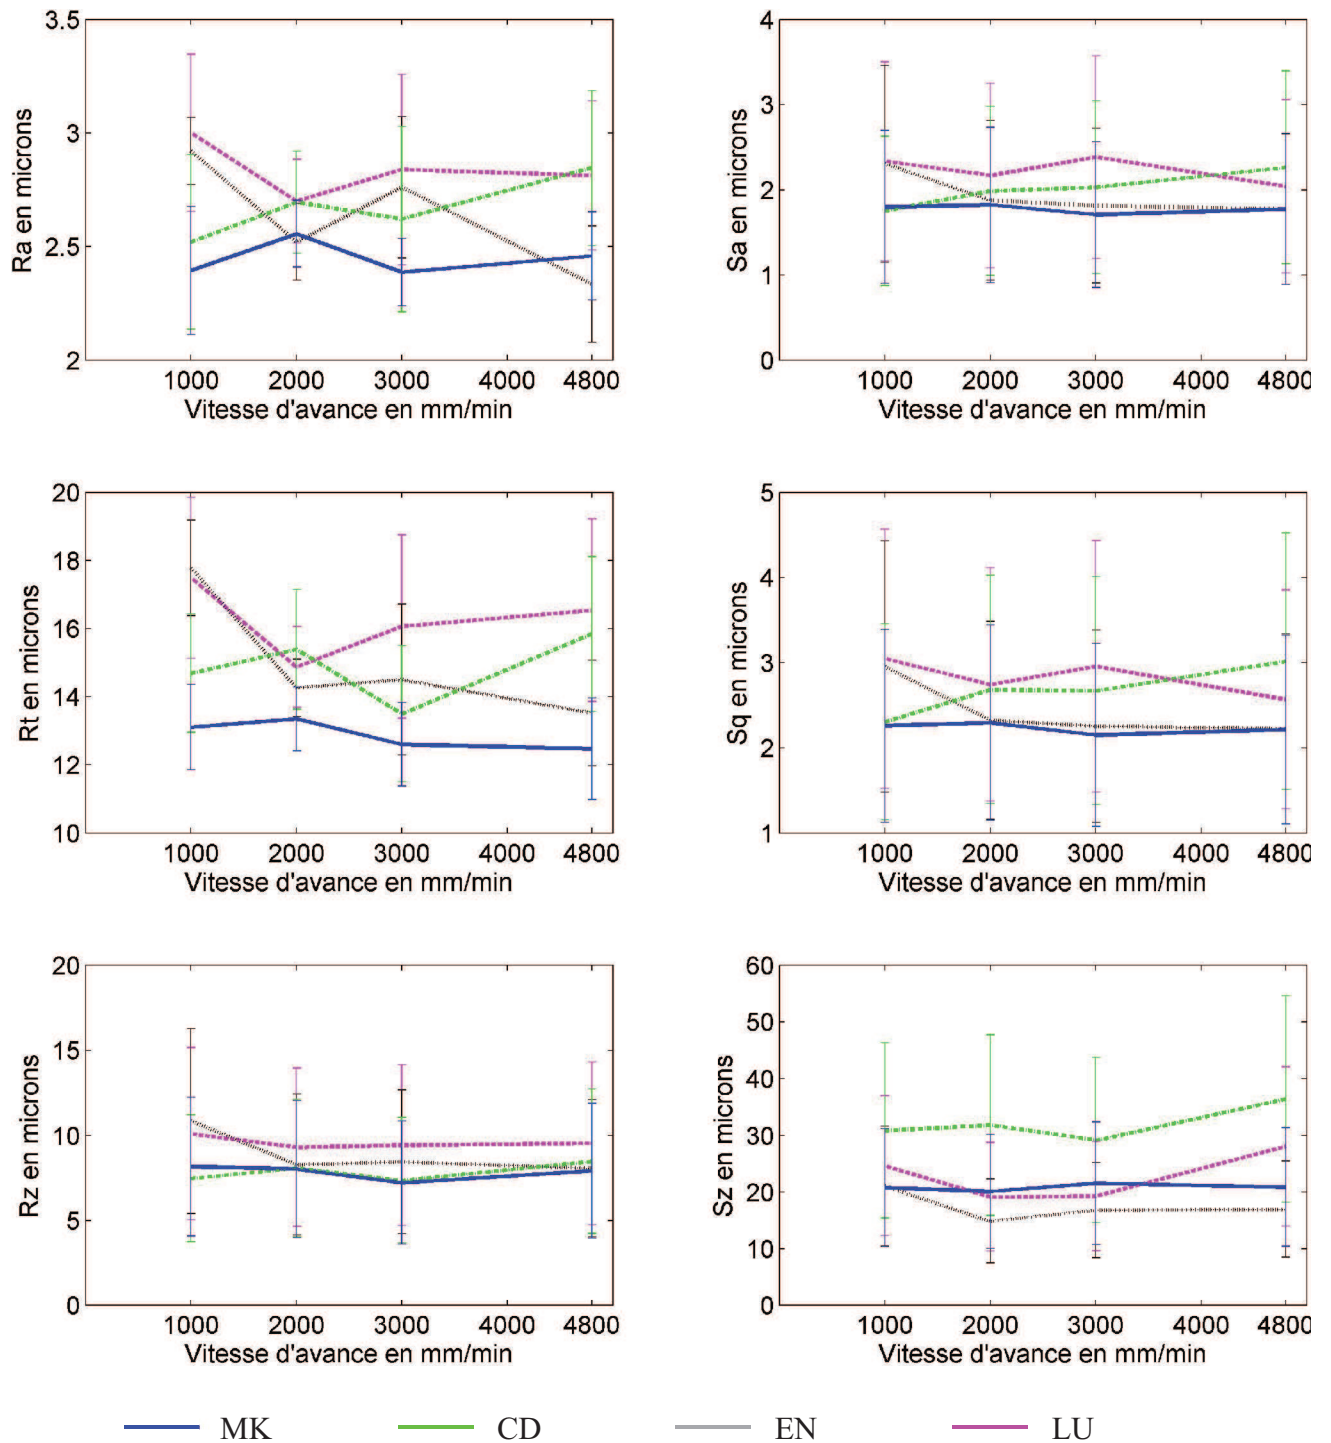 3.5
3
2.5
2
Ra en microns
1000 2000 3000 4000 4800
Vitesse d'avance en mm/min
4
3
2
1
0
Sa en microns
1000 2000 3000 4000 4800
Vitesse d'avance en mm/min
20
18
16
14
12
10
Rt en microns
1000 2000 3000 4000 4800
Vitesse d'avance en mm/min
5
4
3
2
1
Sq en microns
1000 2000 3000 4000 4800
Vitesse d'avance en mm/min
20
15
10
5
0
Rz en microns
1000 2000 3000 4000 4800
Vitesse d'avance en mm/min
60
50
40
30
20
10
0
Sz en microns
1000 2000 3000 4000 4800
Vitesse d'avance en mm/min
MK CD EN LU